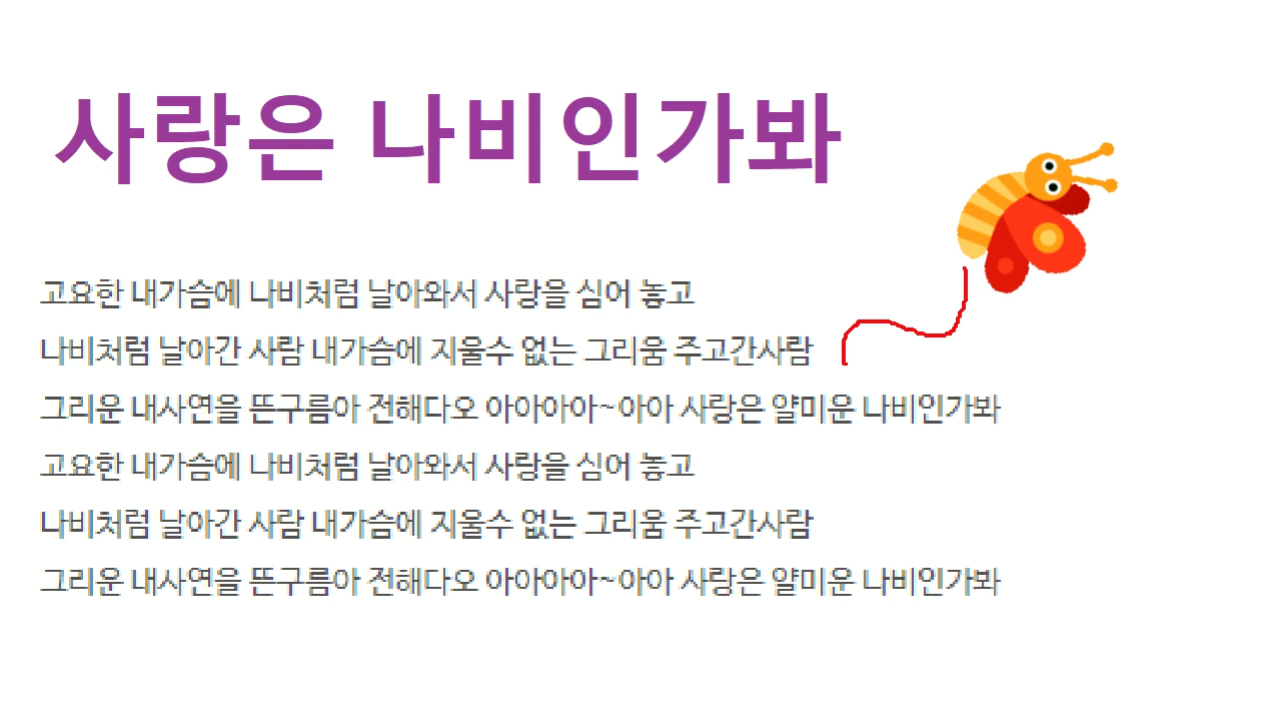 사랑은 나비인가봐
고요한 내가슴에 나비처럼 날아와서 사랑을 심어 놓고
나비처럼 날아간 사람 내가슴에 지울수 없는 그리움 주고간사람
그리운 내사연을 뜬구름아 전해다오 아아아아~아아 사랑은 얄미운 나비인가봐
고요한 내가슴에 나비처럼 날아와서 사랑을 심어 놓고
나비처럼 날아간 사람 내가슴에 지울수 없는 그리움 주고간사람
그리운 내사연을 뜬구름아 전해다오 아아아아~아아 사랑은 얄미운 나비인가봐